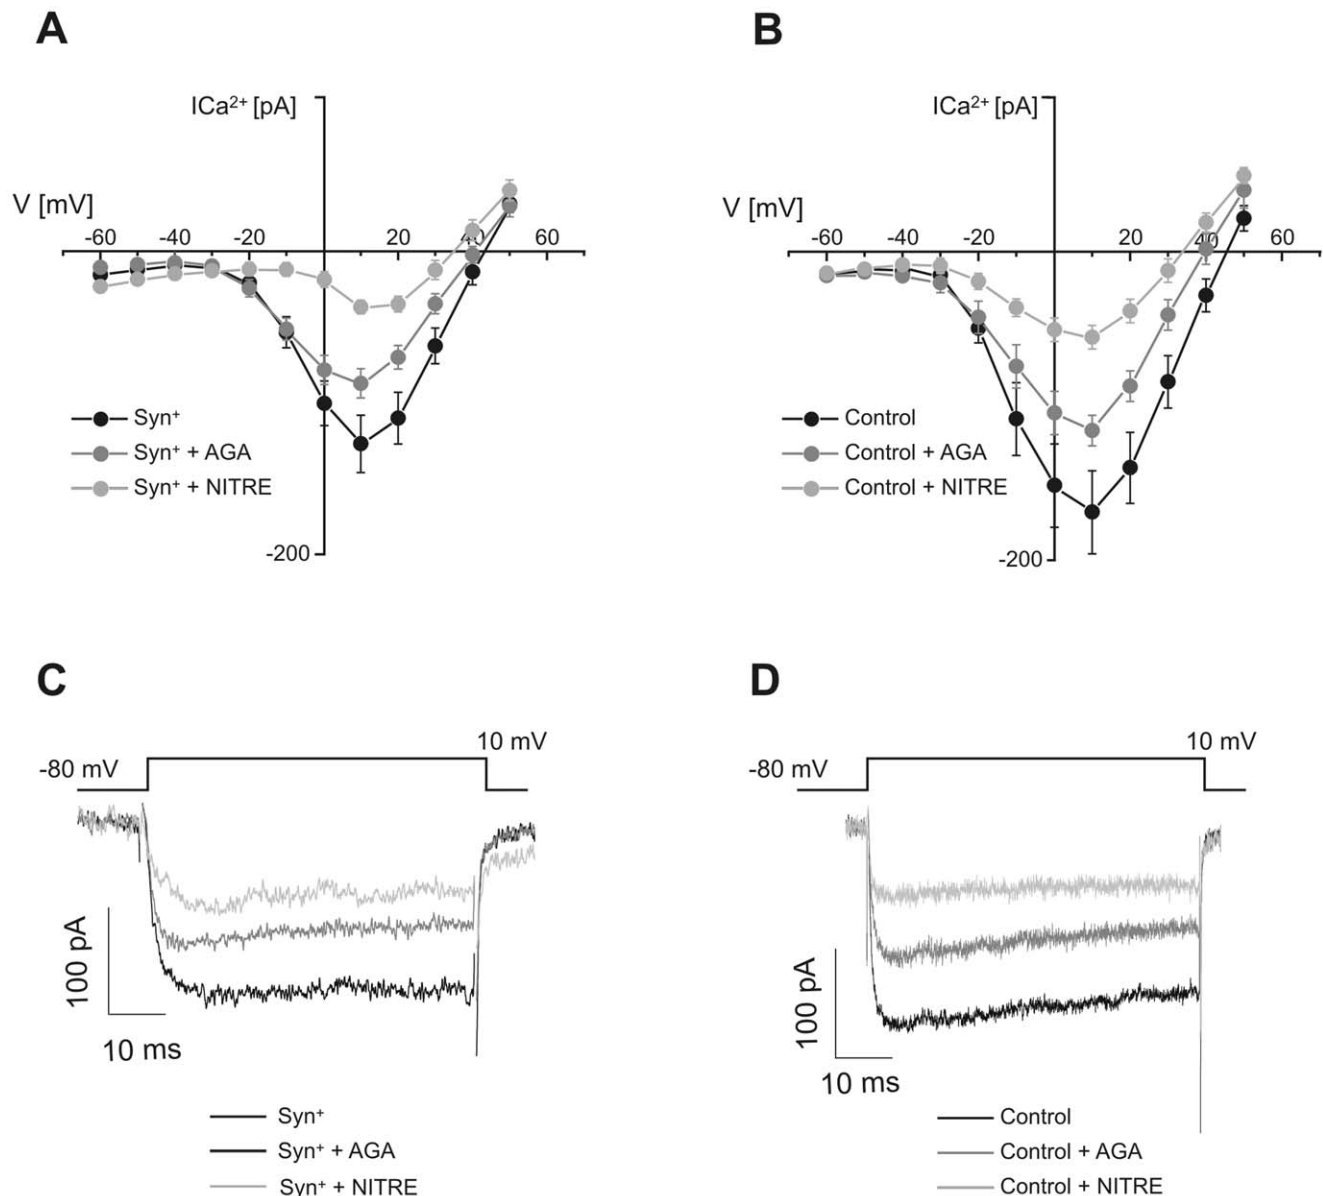 A
B
ICa²⁺ [pA]
ICa²⁺ [pA]
V [mV]
V [mV]
-60 -40 -20 20 40 60
-60 -40 -20 20 40 60
Syn⁺
Syn⁺ + AGA
Syn⁺ + NITRE
Control
Control + AGA
Control + NITRE
-200
-200
C
D
10 mV
-80 mV
10 mV
-80 mV
100 pA
10 ms
100 pA
10 ms
Syn⁺
Syn⁺ + AGA
Syn⁺ + NITRE
Control
Control + AGA
Control + NITRE